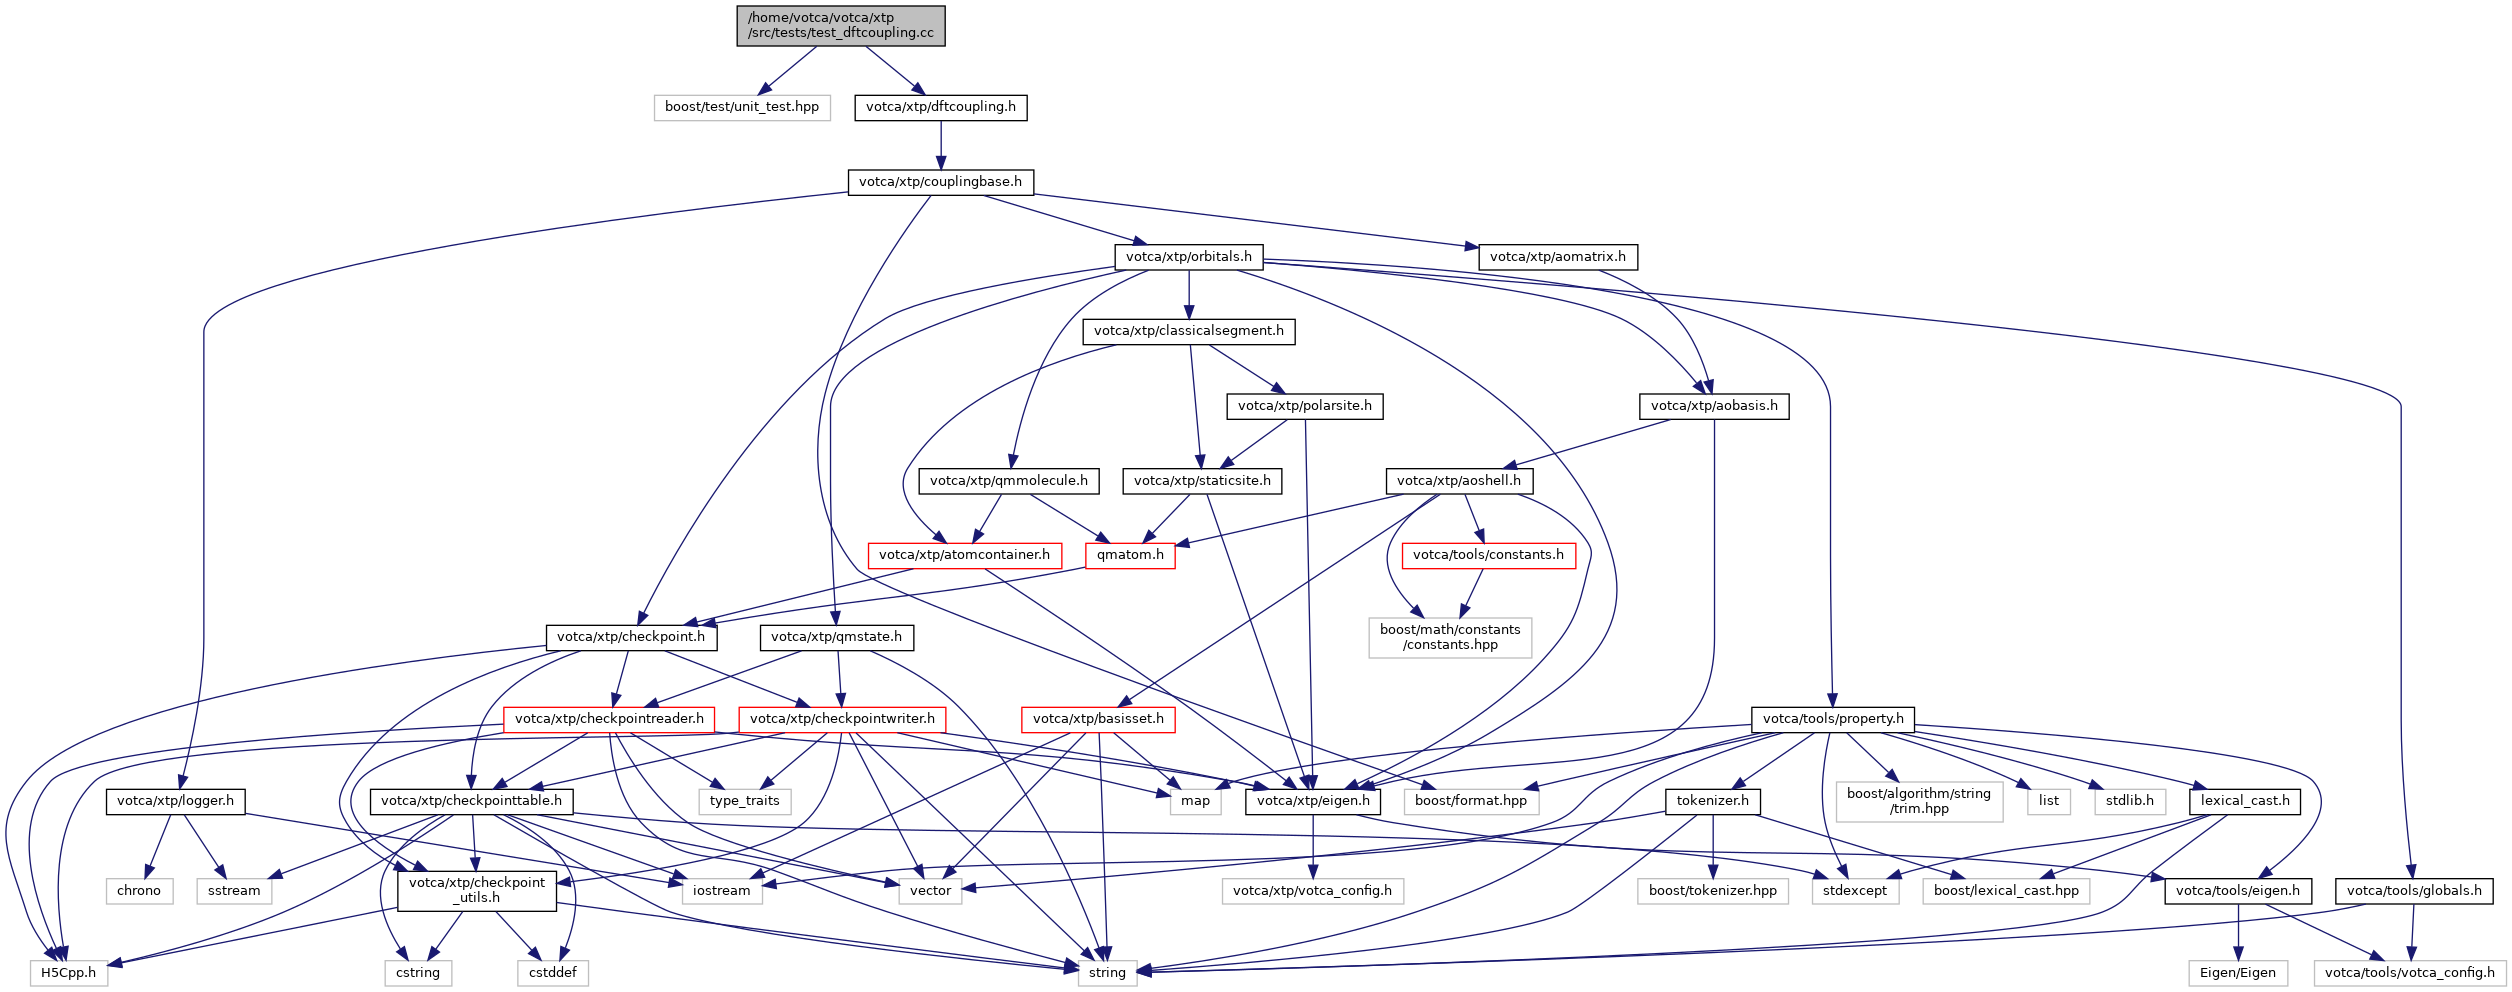 /home/votca/votca/xtp
/src/tests/test_dftcoupling.cc
boost/test/unit_test.hpp
votca/xtp/dftcoupling.h
votca/xtp/couplingbase.h
votca/xtp/orbitals.h
votca/xtp/aomatrix.h
votca/xtp/classicalsegment.h
votca/xtp/polarsite.h
votca/xtp/aobasis.h
votca/xtp/qmmolecule.h
votca/xtp/staticsite.h
votca/xtp/aoshell.h
votca/xtp/atomcontainer.h
qmatom.h
votca/tools/constants.h
votca/xtp/checkpoint.h
votca/xtp/qmstate.h
boost/math/constants
/constants.hpp
votca/xtp/checkpointreader.h
votca/xtp/checkpointwriter.h
votca/xtp/basisset.h
votca/tools/property.h
votca/xtp/logger.h
votca/xtp/checkpointtable.h
type_traits
map
votca/xtp/eigen.h
boost/format.hpp
tokenizer.h
boost/algorithm/string
/trim.hpp
list
stdlib.h
lexical_cast.h
chrono
sstream
votca/xtp/checkpoint
_utils.h
iostream
vector
votca/xtp/votca_config.h
boost/tokenizer.hpp
stdexcept
boost/lexical_cast.hpp
votca/tools/eigen.h
votca/tools/globals.h
H5Cpp.h
cstring
cstddef
string
Eigen/Eigen
votca/tools/votca_config.h